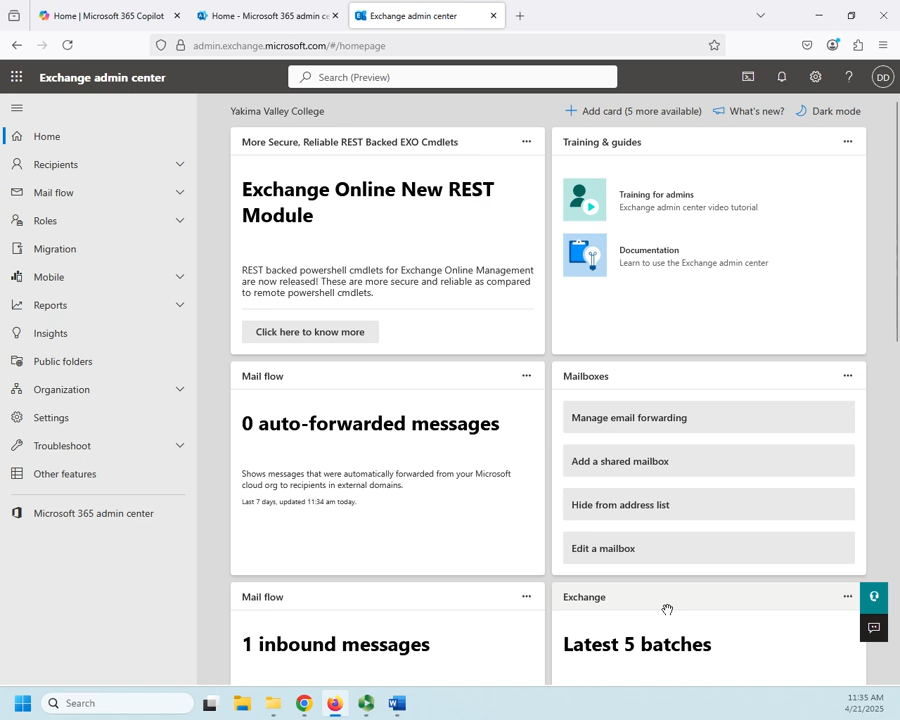 Home | Microsoft 365 Copilot
Home - Microsoft 365 admin ce
Exchange admin center
admin.exchange.microsoft.com/#/homepage
Exchange admin center
Search (Preview)
DD
Yakima Valley College
Add card (5 more available)
What's new?
Dark mode
Home
Recipients
Mail flow
Roles
Migration
Mobile
Reports
Insights
Public folders
Organization
Settings
Troubleshoot
Other features
Microsoft 365 admin center
More Secure, Reliable REST Backed EXO Cmdlets
Exchange Online New REST
Module
REST backed powershell cmdlets for Exchange Online Management
are now released! These are more secure and reliable as compared
to remote powershell cmdlets.
Click here to know more
Training & guides
Training for admins
Exchange admin center video tutorial
Documentation
Learn to use the Exchange admin center
Mail flow
0 auto-forwarded messages
Shows messages that were automatically forwarded from your Microsoft
cloud org to recipients in external domains.
Last 7 days, updated 11:34 am today.
Mailboxes
Manage email forwarding
Add a shared mailbox
Hide from address list
Edit a mailbox
Mail flow
1 inbound messages
Exchange
Latest 5 batches
Search
11:35 AM
4/21/2025